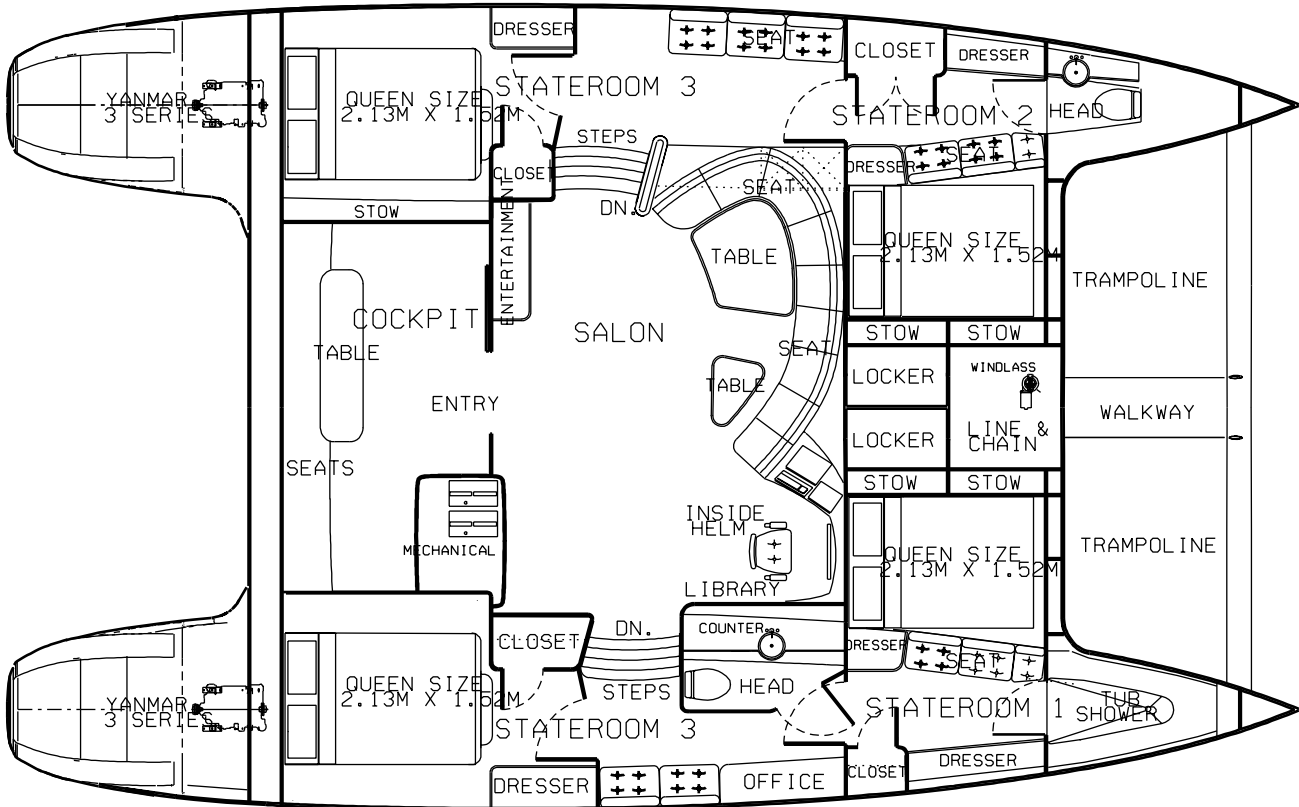 DRESSER
SEAT
CLOSET
DRESSER
STATEROOM 3
STATEROOM 2
HEAD
YANMAR
3 SERIES
QUEEN SIZE
2.13M X 1.52M
STEPS
CLOSET
DRESSER
SEAT
SEAT
STOW
DN.
ENTERTAINMENT
TABLE
QUEEN SIZE
2.13M X 1.52M
TRAMPOLINE
COCKPIT
SALON
STOW
STOW
TABLE
SEAT
WINDLASS
TABLE
LOCKER
ENTRY
WALKWAY
LINE &
CHAIN
LOCKER
SEATS
STOW
STOW
INSIDE
HELM
MECHANICAL
QUEEN SIZE
2.13M X 1.52M
TRAMPOLINE
LIBRARY
DN.
COUNTER
CLOSET
DRESSER
SEAT
QUEEN SIZE
2.13M X 1.52M
STEPS
HEAD
YANMAR
3 SERIES
STATEROOM 3
STATEROOM 1
TUB
SHOWER
DRESSER
OFFICE
CLOSET
DRESSER